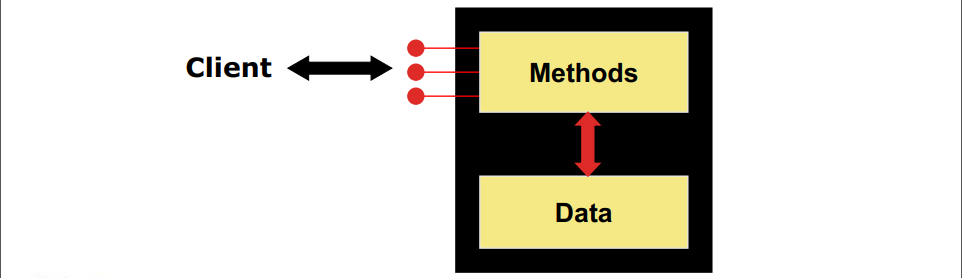 Client
Methods
Data